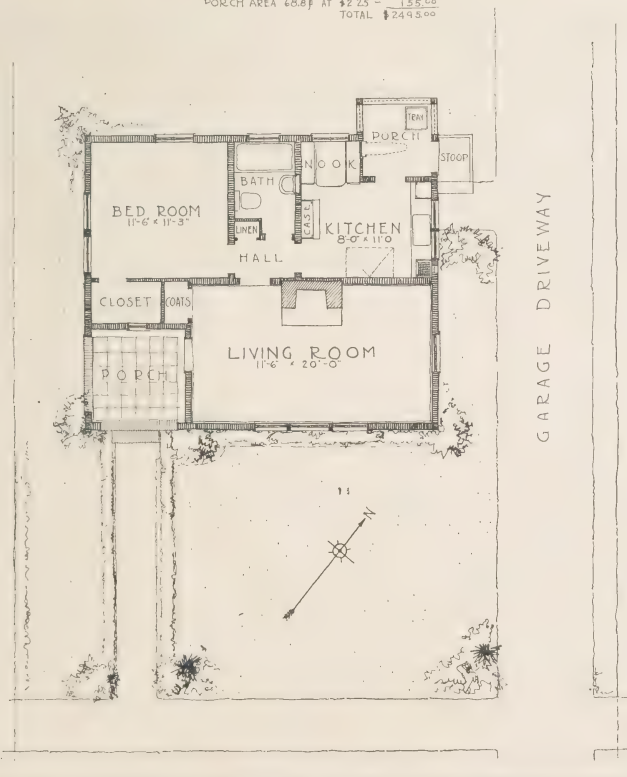 PORCH AREA 68.8⌀ AT $2.25 - 155.00
TOTAL $2495.00
TRAY
PORCH
STOOP
NOOK
BATH
BED ROOM
11'-6" x 11'-3"
CASE
KITCHEN
8'-0" x 11'0
LINEN
HALL
CLOSET
COATS
LIVING ROOM
11'-6" x 20'-0"
PORCH
GARAGE DRIVEWAY
N